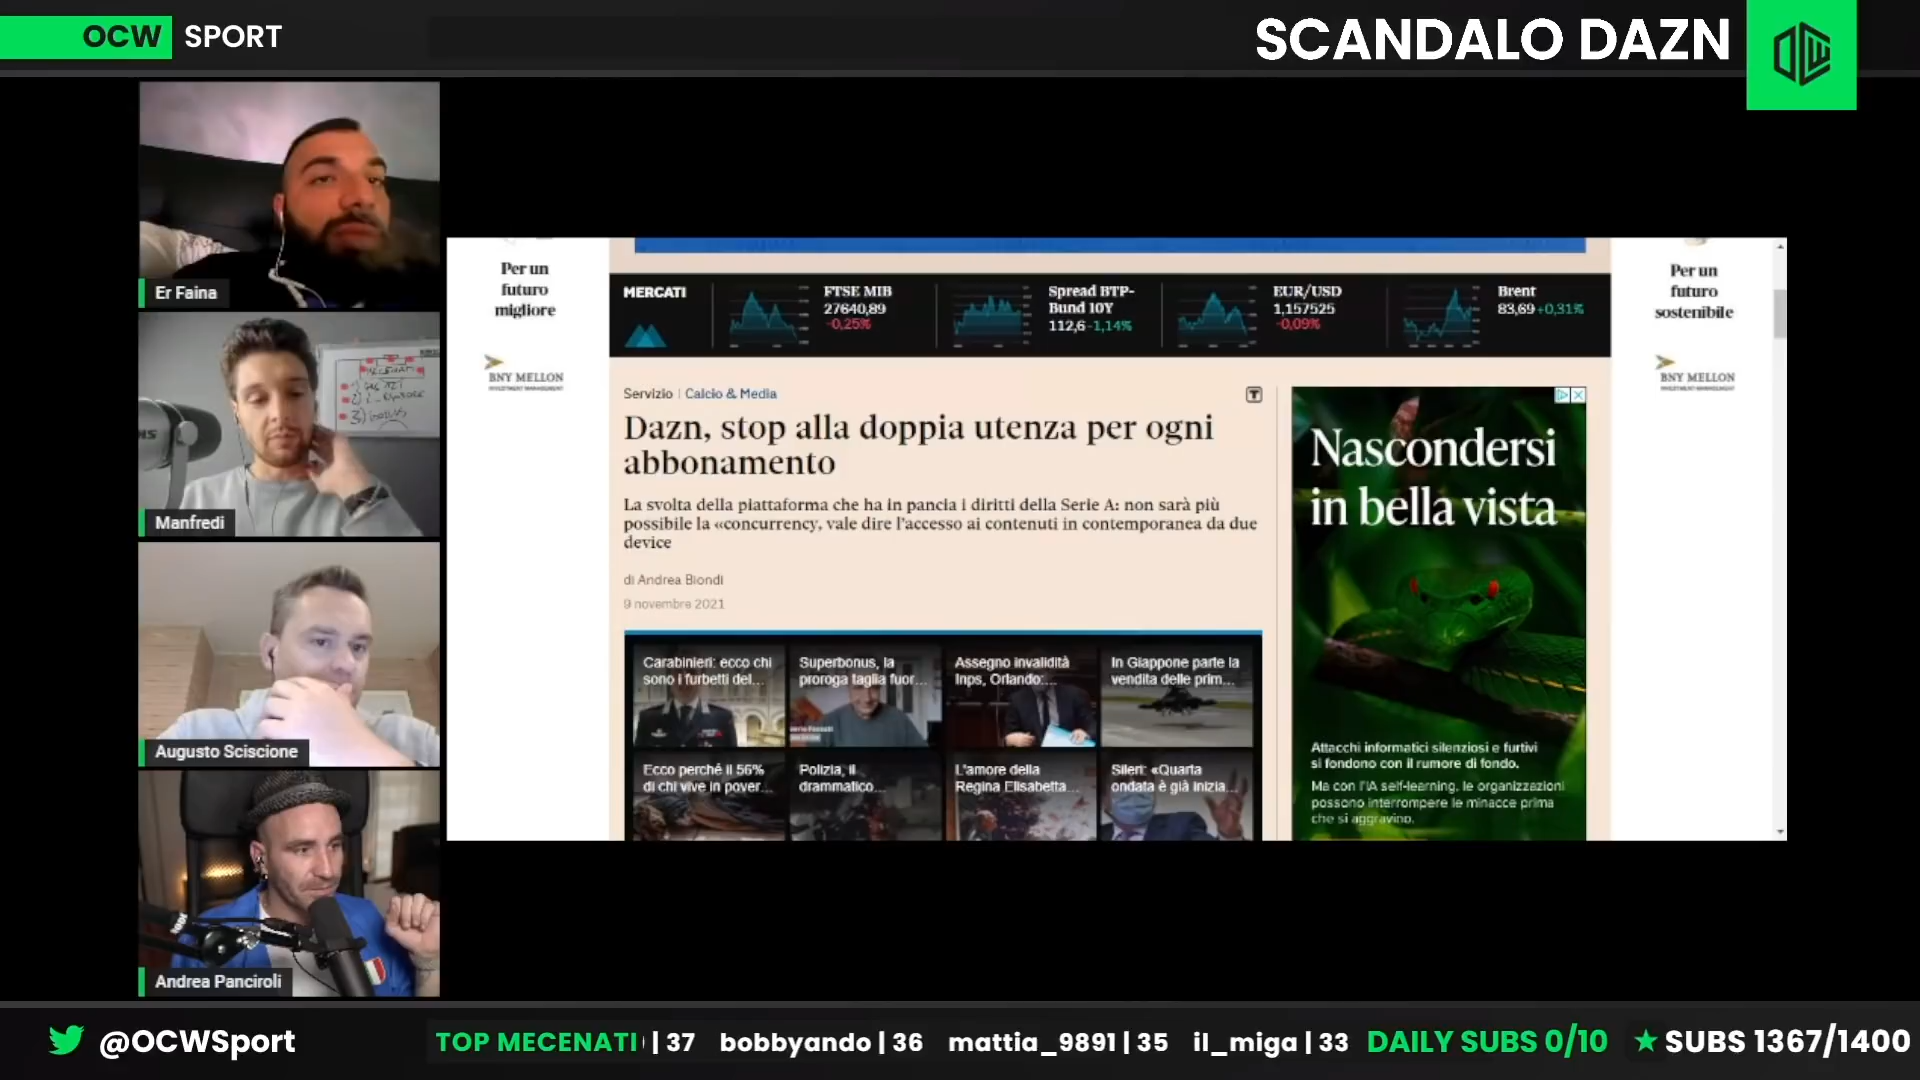 OCW SPORT
SCANDALO DAZN
Er Faina
Manfredi
Augusto Sciscione
Andrea Panciroli
Per un
futuro
migliore
BNY MELLON
INVESTMENT MANAGEMENT
MERCATI
FTSE MIB
27640,89
-0,25%
Spread BTP-
Bund 10Y
112,6 -1,14%
EUR/USD
1,157525
-0,09%
Brent
83,69 +0,31%
Per un
futuro
sostenibile
BNY MELLON
INVESTMENT MANAGEMENT
Servizio | Calcio & Media
Dazn, stop alla doppia utenza per ogni
abbonamento
La svolta della piattaforma che ha in pancia i diritti della Serie A: non sarà più
possibile la «concurrency, vale dire l'accesso ai contenuti in contemporanea da due
device
di Andrea Biondi
9 novembre 2021
Carabinieri: ecco chi
sono i furbetti del...
Superbonus, la
proroga taglia fuor...
Assegno invalidità
Inps, Orlando:...
In Giappone parte la
vendita delle prim...
Ecco perché il 56%
di chi vive in pover...
Polizia, il
drammatico...
L'amore della
Regina Elisabetta...
Sileri: «Quarta
ondata è già inizia...
Nascondersi
in bella vista
Attacchi informatici silenziosi e furtivi
si fondono con il rumore di fondo.
Ma con l'IA self-learning, le organizzazioni
possono interrompere le minacce prima
che si aggravino.
@OCWSport
TOP MECENATI | 37 bobbyando | 36 mattia_9891 | 35 il_miga | 33
DAILY SUBS 0/10
★ SUBS 1367/1400